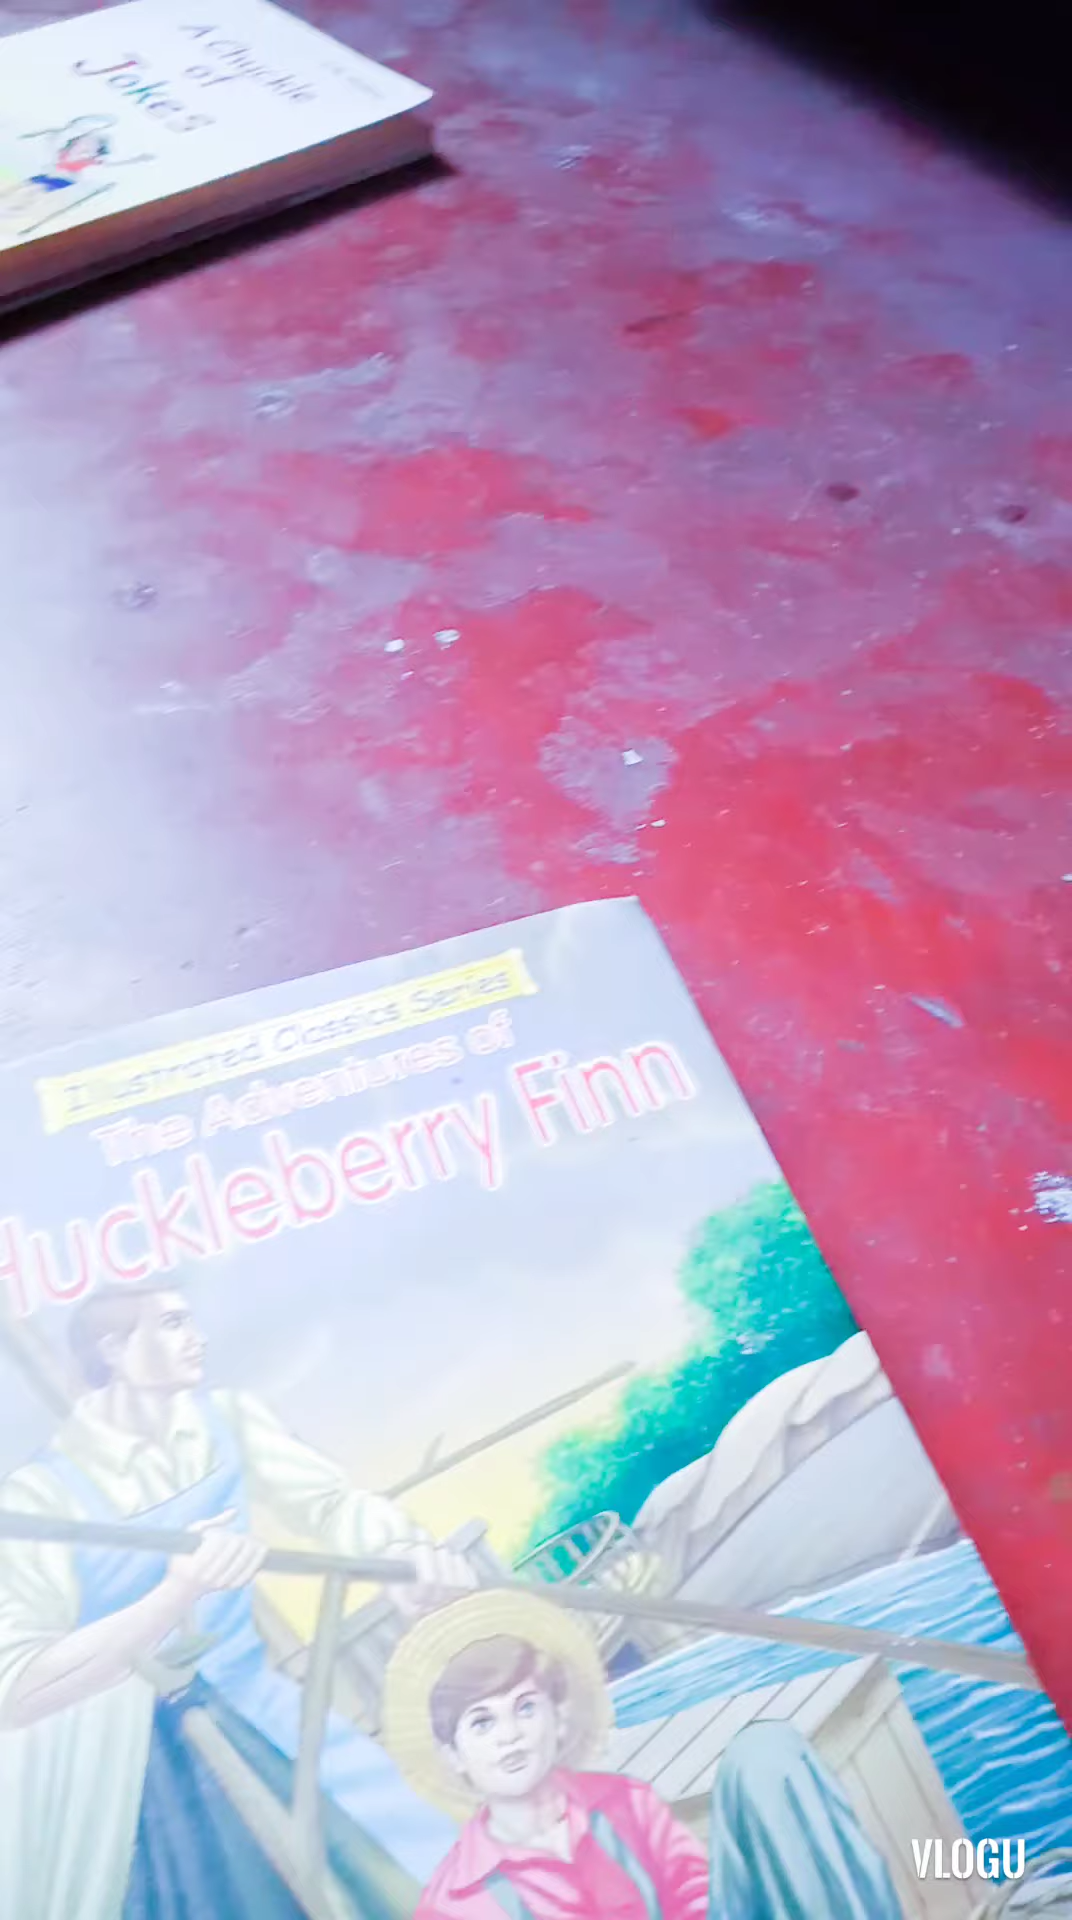 A Chuckle
of
Jokes
Illustrated Classics Series
The Adventures of
Huckleberry Finn
VLOGU